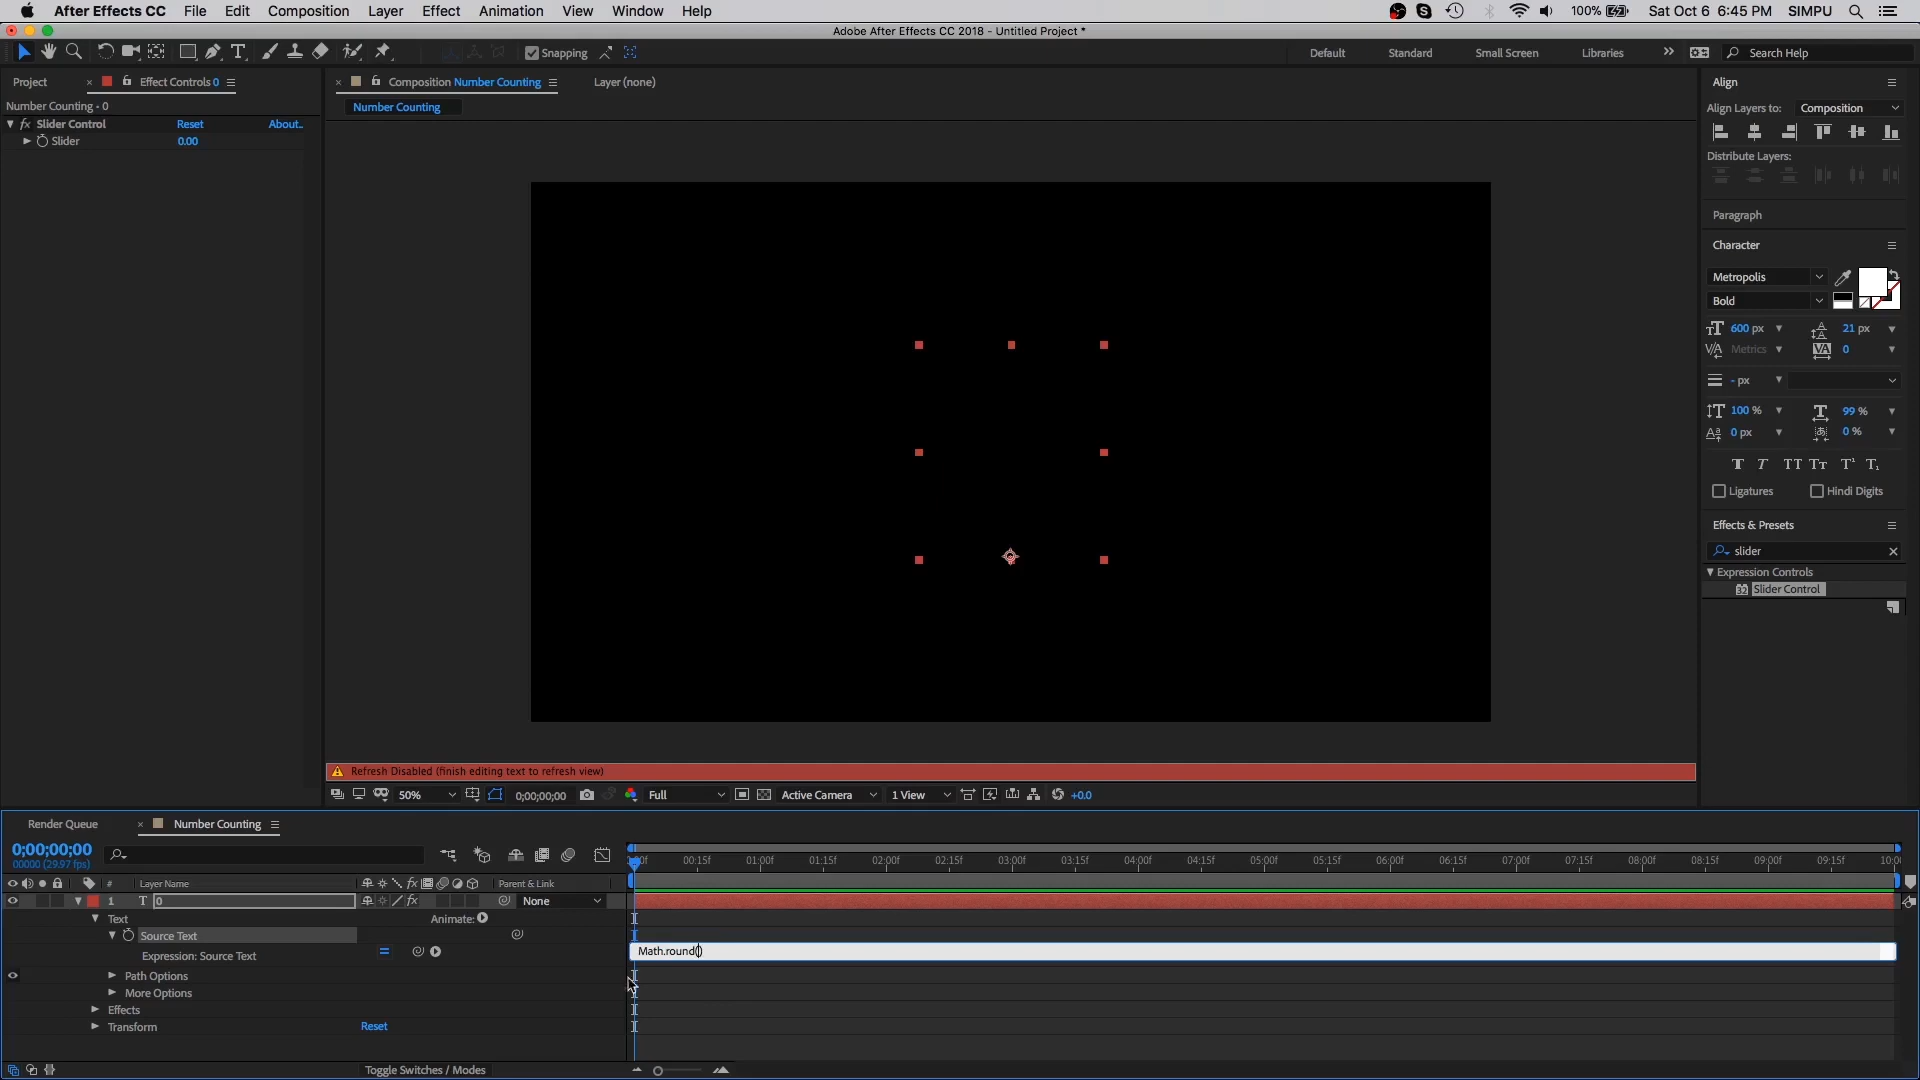 After Effects CC File Edit Composition Layer Effect Animation View Window Help 100% Sat Oct 6 6:45 PM SIMPU
Adobe After Effects CC 2018 - Untitled Project *
Snapping Default Standard Small Screen Libraries Search Help
Project Effect Controls 0
Number Counting - 0
Slider Control Reset About..
Slider 0.00
Composition Number Counting Layer (none)
Number Counting
Align
Align Layers to: Composition
Distribute Layers:
Paragraph
Character
Metropolis
Bold
600 px 21 px
Metrics 0
- px
100 % 99 %
0 px 0 %
Ligatures Hindi Digits
Effects & Presets
slider
Expression Controls
32 Slider Control
Refresh Disabled (finish editing text to refresh view)
50% 0;00;00;00 Full Active Camera 1 View +0.0
Render Queue Number Counting
0;00;00;00
00000 (29.97 fps)
00:15f 01:00f 01:15f 02:00f 02:15f 03:00f 03:15f 04:00f 04:15f 05:00f 05:15f 06:00f 06:15f 07:00f 07:15f 08:00f 08:15f 09:00f 09:15f
# Layer Name fx Parent & Link
1 T 0 fx None
Text Animate:
Source Text
Expression: Source Text Math.round()
Path Options
More Options
Effects
Transform Reset
Toggle Switches / Modes